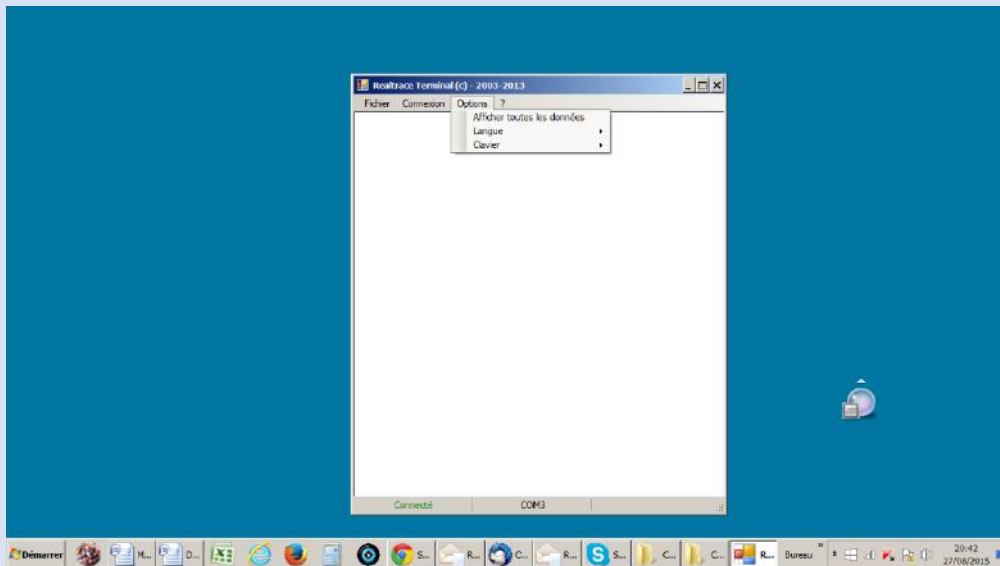 Realtrace Terminal (c) - 2003-2013
Fichier Connexion Options ?
Afficher toutes les données
Langue
Clavier
Connecté COM3
Démarrer M... D... S... R... C... R... S... C... C... R... Bureau » 20:42
27/08/2015